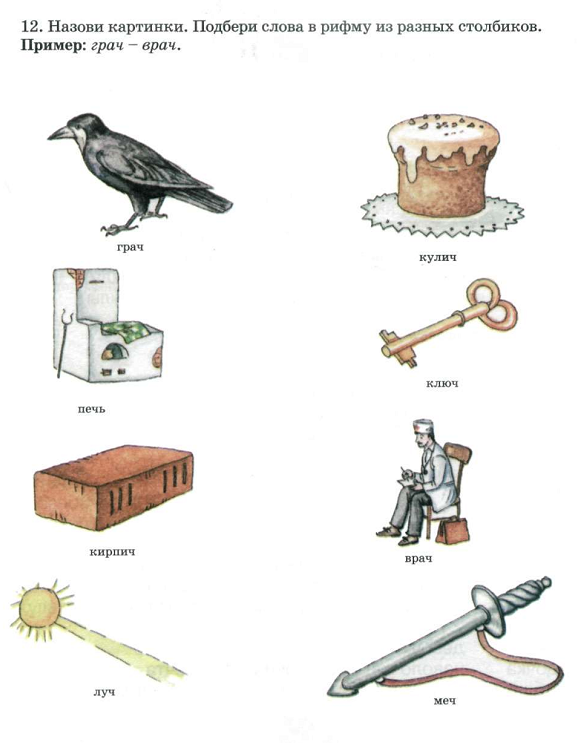 12. Назови картинки. Подбери слова в рифму из разных столбиков.
Пример: грач – врач.
грач
кулич
печь
ключ
кирпич
врач
луч
меч